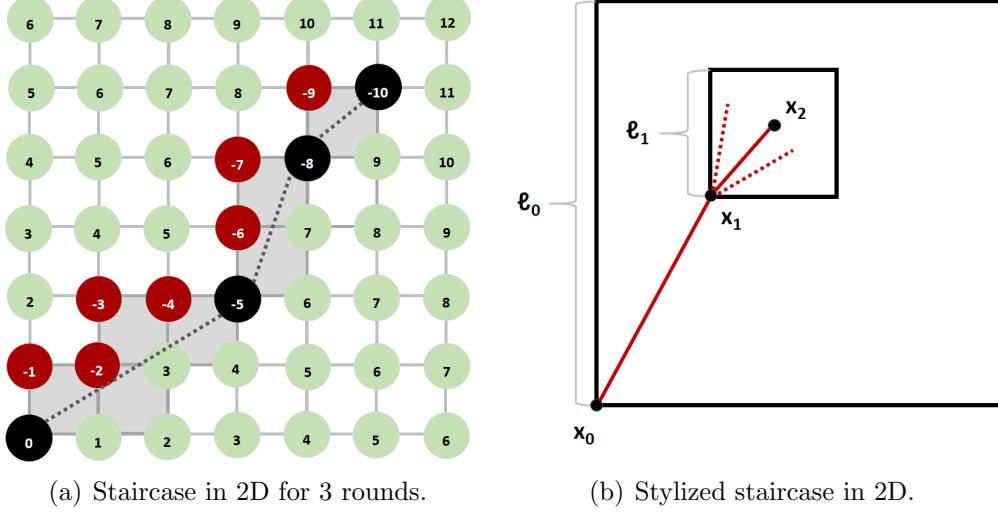 6 7 8 9 10 11 12
5 6 7 8 -9 -10 11
4 5 6 -7 -8 9 10
3 4 5 -6 7 8 9
2 -3 -4 -5 6 7 8
-1 -2 3 4 5 6 7
0 1 2 3 4 5 6
(a) Staircase in 2D for 3 rounds.
x₂
ℓ₁
ℓ₀
x₁
x₀
(b) Stylized staircase in 2D.